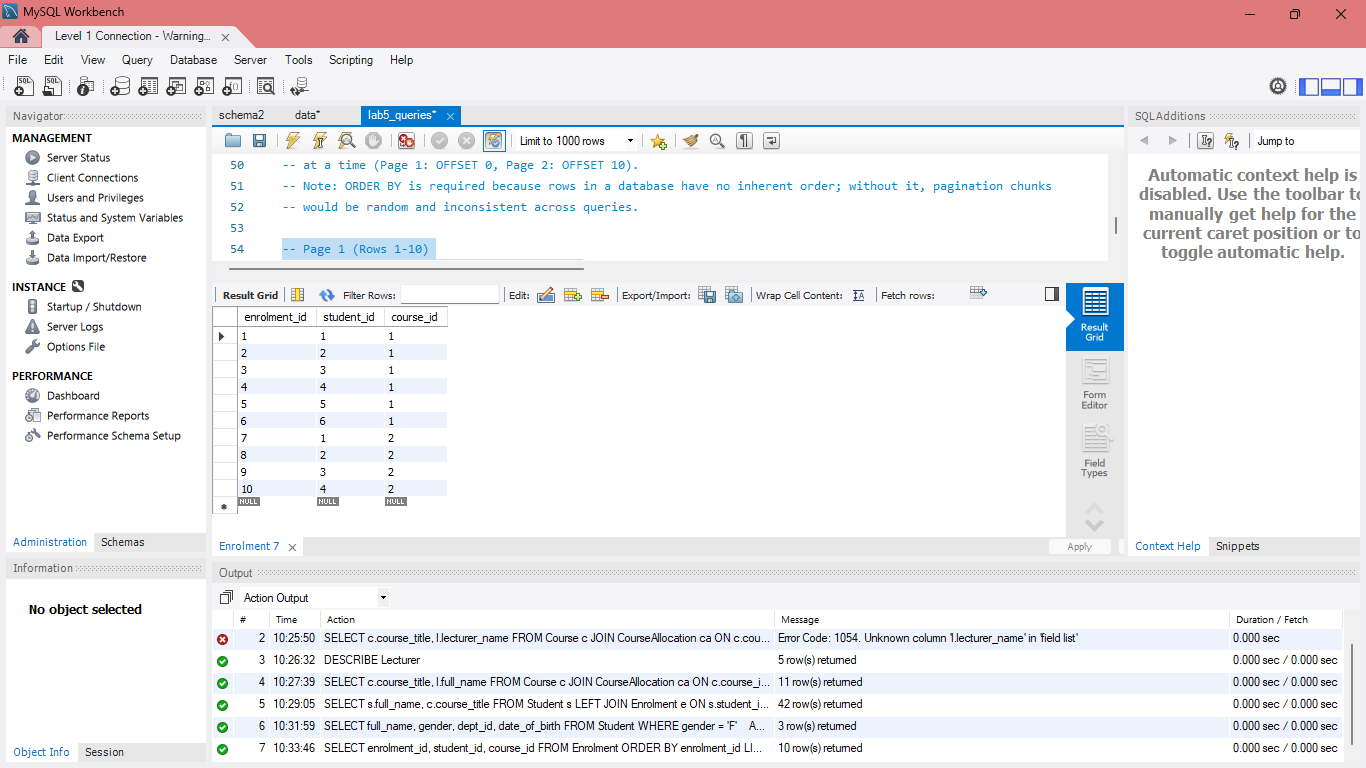 MySQL Workbench
Level 1 Connection - Warning...
File Edit View Query Database Server Tools Scripting Help
Navigator
MANAGEMENT
Server Status
Client Connections
Users and Privileges
Status and System Variables
Data Export
Data Import/Restore
INSTANCE
Startup / Shutdown
Server Logs
Options File
PERFORMANCE
Dashboard
Performance Reports
Performance Schema Setup
Administration Schemas
Information
No object selected
Object Info Session
schema2 data* lab5_queries*
Limit to 1000 rows
50 -- at a time (Page 1: OFFSET 0, Page 2: OFFSET 10).
51 -- Note: ORDER BY is required because rows in a database have no inherent order; without it, pagination chunks
52 -- would be random and inconsistent across queries.
53
54 -- Page 1 (Rows 1-10)
Result Grid Filter Rows: Edit: Export/Import: Wrap Cell Content: Fetch rows:
enrolment_id student_id course_id
1 1 1
2 2 1
3 3 1
4 4 1
5 5 1
6 6 1
7 1 2
8 2 2
9 3 2
10 4 2
NULL NULL NULL
Result
Grid
Form
Editor
Field
Types
Enrolment 7
Apply
Output
Action Output
# Time Action Message Duration / Fetch
2 10:25:50 SELECT c.course_title, l.lecturer_name FROM Course c JOIN CourseAllocation ca ON c.cou... Error Code: 1054. Unknown column 'l.lecturer_name' in 'field list' 0.000 sec
3 10:26:32 DESCRIBE Lecturer 5 row(s) returned 0.000 sec / 0.000 sec
4 10:27:39 SELECT c.course_title, l.full_name FROM Course c JOIN CourseAllocation ca ON c.course_i... 11 row(s) returned 0.000 sec / 0.000 sec
5 10:29:05 SELECT s.full_name, c.course_title FROM Student s LEFT JOIN Enrolment e ON s.student_i... 42 row(s) returned 0.000 sec / 0.000 sec
6 10:31:59 SELECT full_name, gender, dept_id, date_of_birth FROM Student WHERE gender = 'F' A... 3 row(s) returned 0.000 sec / 0.000 sec
7 10:33:46 SELECT enrolment_id, student_id, course_id FROM Enrolment ORDER BY enrolment_id LI... 10 row(s) returned 0.000 sec / 0.000 sec
SQLAdditions
Jump to
Automatic context help is
disabled. Use the toolbar to
manually get help for the
current caret position or to
toggle automatic help.
Context Help Snippets